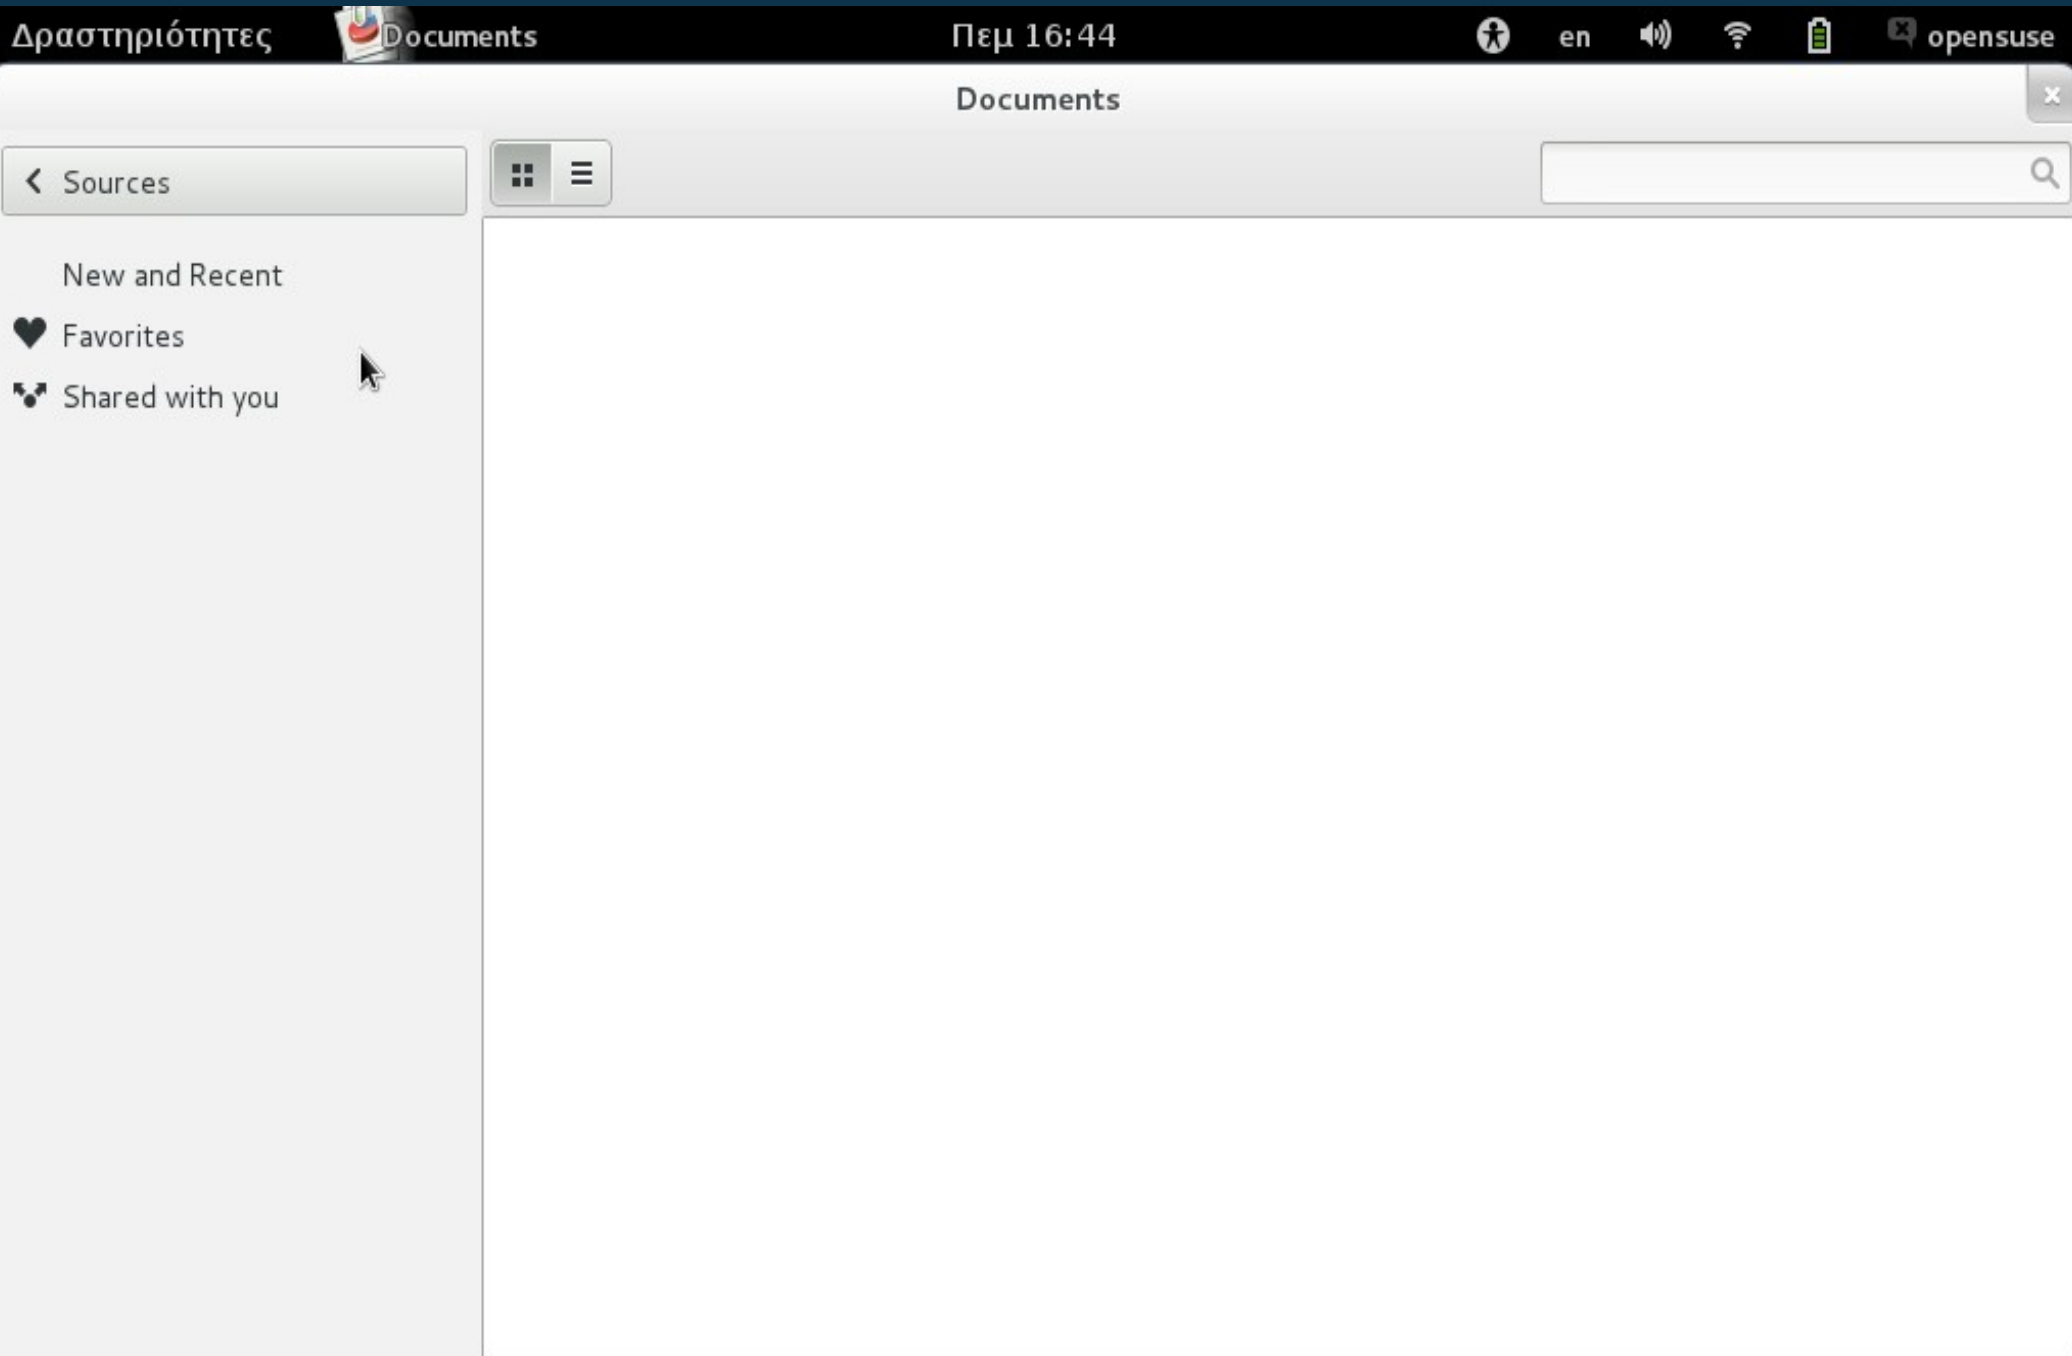 Δραστηριότητες Documents Πεμ 16:44 en opensuse
Documents
Sources
New and Recent
Favorites
Shared with you